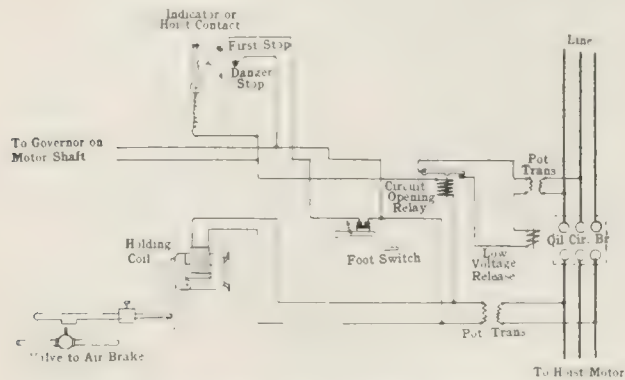 Indicator or
Hoist Contact
First Stop
Danger
Stop
Line
To Governor on
Motor Shaft
Pot
Trans
Circuit
Opening
Relay
Holding
Coil
Foot Switch
Low
Voltage
Release
Oil Cir. Br
Valve to Air Brake
Pot Trans
To Hoist Motor